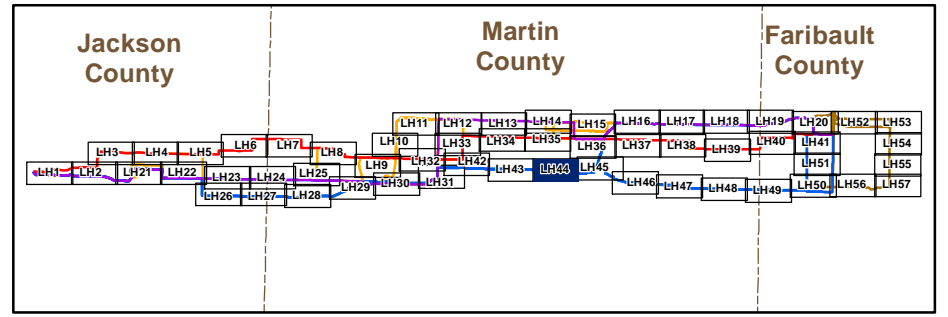 Jackson
County
Martin
County
Faribault
County
LH11 LH12 LH13 LH14 LH15 LH16 LH17 LH18 LH19 LH20 LH52 LH53
LH3 LH4 LH5 LH6 LH7 LH8 LH10 LH33 LH34 LH35 LH36 LH37 LH38 LH39 LH40 LH41 LH54
LH1 LH2 LH21 LH22 LH23 LH24 LH25 LH9 LH32 LH42 LH43 LH44 LH45 LH51 LH55
LH26 LH27 LH28 LH29 LH30 LH31 LH46 LH47 LH48 LH49 LH50 LH56 LH57